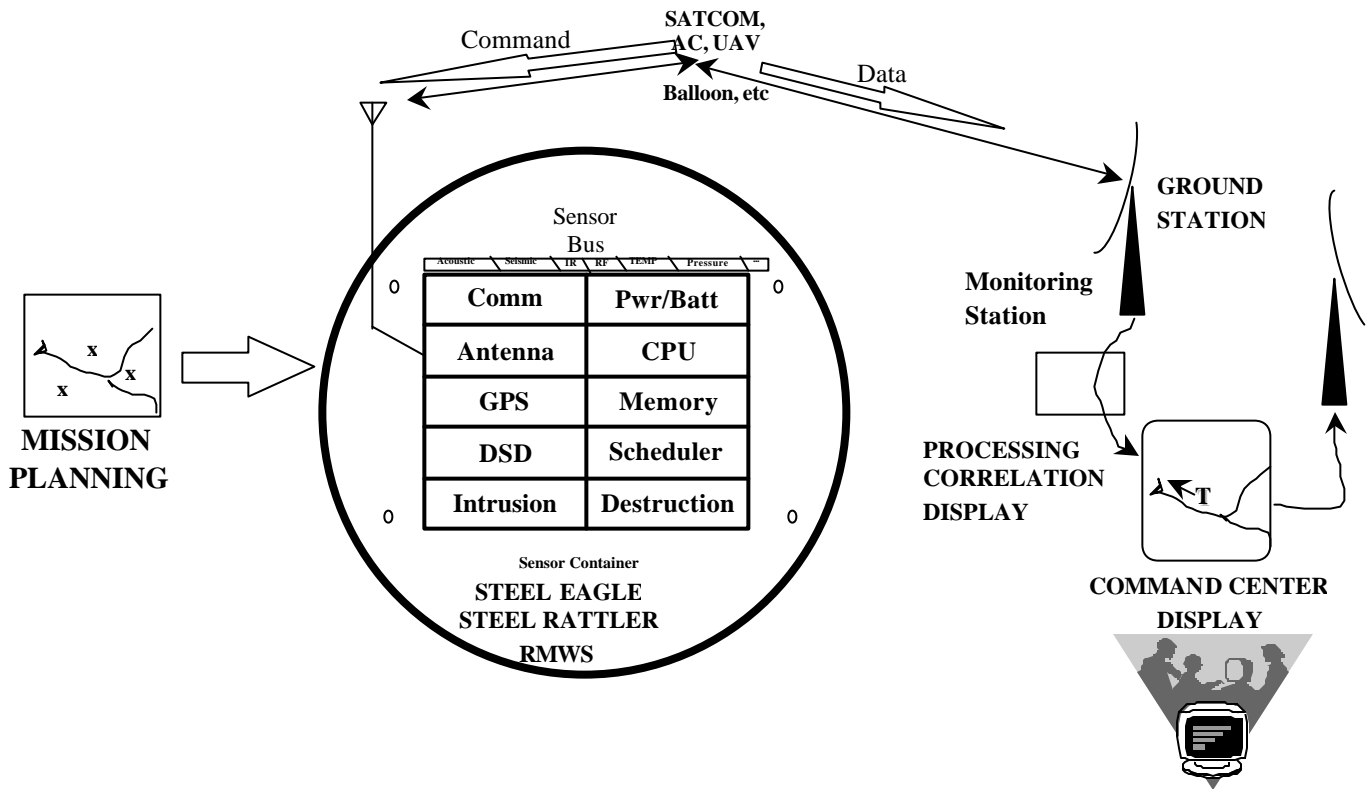 SATCOM,
AC, UAV
Command
Data
Balloon, etc
GROUND
STATION
Sensor
Bus
Acoustic \ Seismic \ IR \ RF \ TEMP \ Pressure \ ...
Comm Pwr/Batt
Antenna CPU
GPS Memory
DSD Scheduler
Intrusion Destruction
Sensor Container
STEEL EAGLE
STEEL RATTLER
RMWS
x
x
x
MISSION
PLANNING
Monitoring
Station
PROCESSING
CORRELATION
DISPLAY
T
COMMAND CENTER
DISPLAY